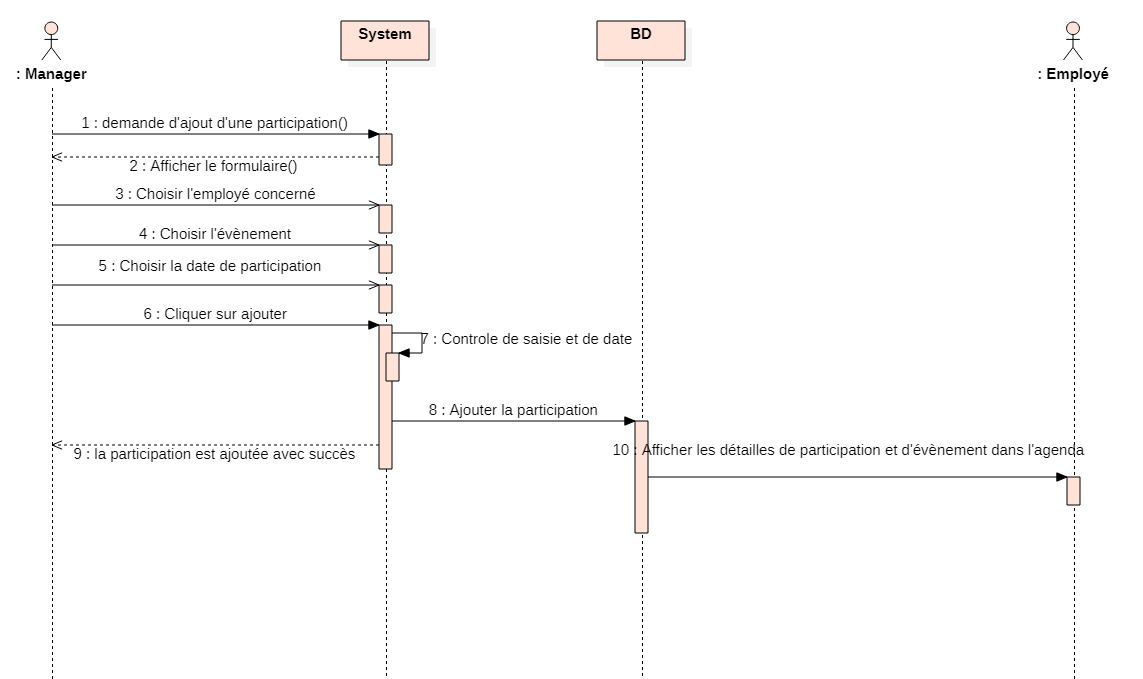 System
BD
: Manager
: Employé
1 : demande d'ajout d'une participation()
2 : Afficher le formulaire()
3 : Choisir l'employé concerné
4 : Choisir l'évènement
5 : Choisir la date de participation
6 : Cliquer sur ajouter
7 : Controle de saisie et de date
8 : Ajouter la participation
10 : Afficher les détailles de participation et d'évènement dans l'agenda
9 : la participation est ajoutée avec succès